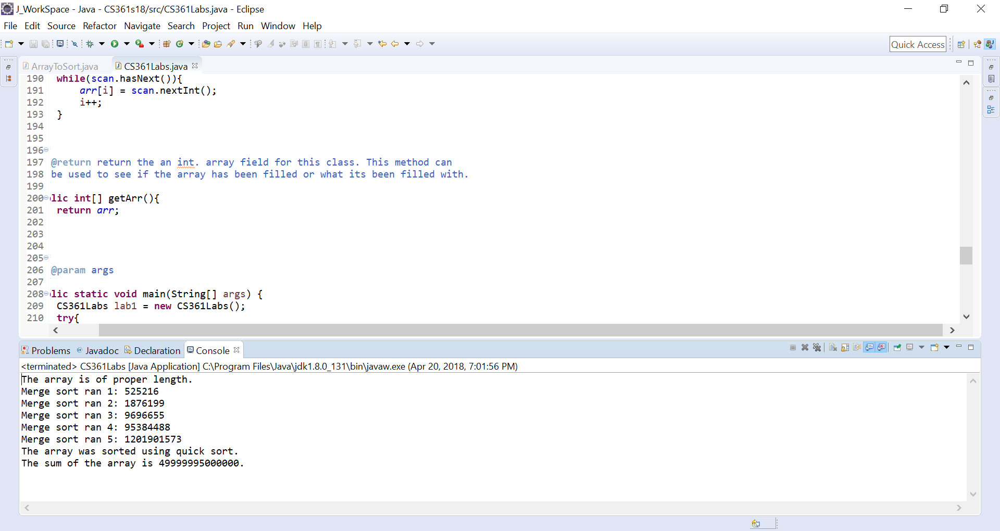 J_WorkSpace - Java - CS361s18/src/CS361Labs.java - Eclipse
File Edit Source Refactor Navigate Search Project Run Window Help
Quick Access
ArrayToSort.java CS361Labs.java
190 while(scan.hasNext()){
191 arr[i] = scan.nextInt();
192 i++;
193 }
194
195
196
197 @return return the an int. array field for this class. This method can
198 be used to see if the array has been filled or what its been filled with.
199
200 lic int[] getArr(){
201 return arr;
202
203
204
205
206 @param args
207
208 lic static void main(String[] args) {
209 CS361Labs lab1 = new CS361Labs();
210 try{
Problems @ Javadoc Declaration Console
<terminated> CS361Labs [Java Application] C:\Program Files\Java\jdk1.8.0_131\bin\javaw.exe (Apr 20, 2018, 7:01:56 PM)
The array is of proper length.
Merge sort ran 1: 525216
Merge sort ran 2: 1876199
Merge sort ran 3: 9696655
Merge sort ran 4: 95384488
Merge sort ran 5: 1201901573
The array was sorted using quick sort.
The sum of the array is 49999995000000.